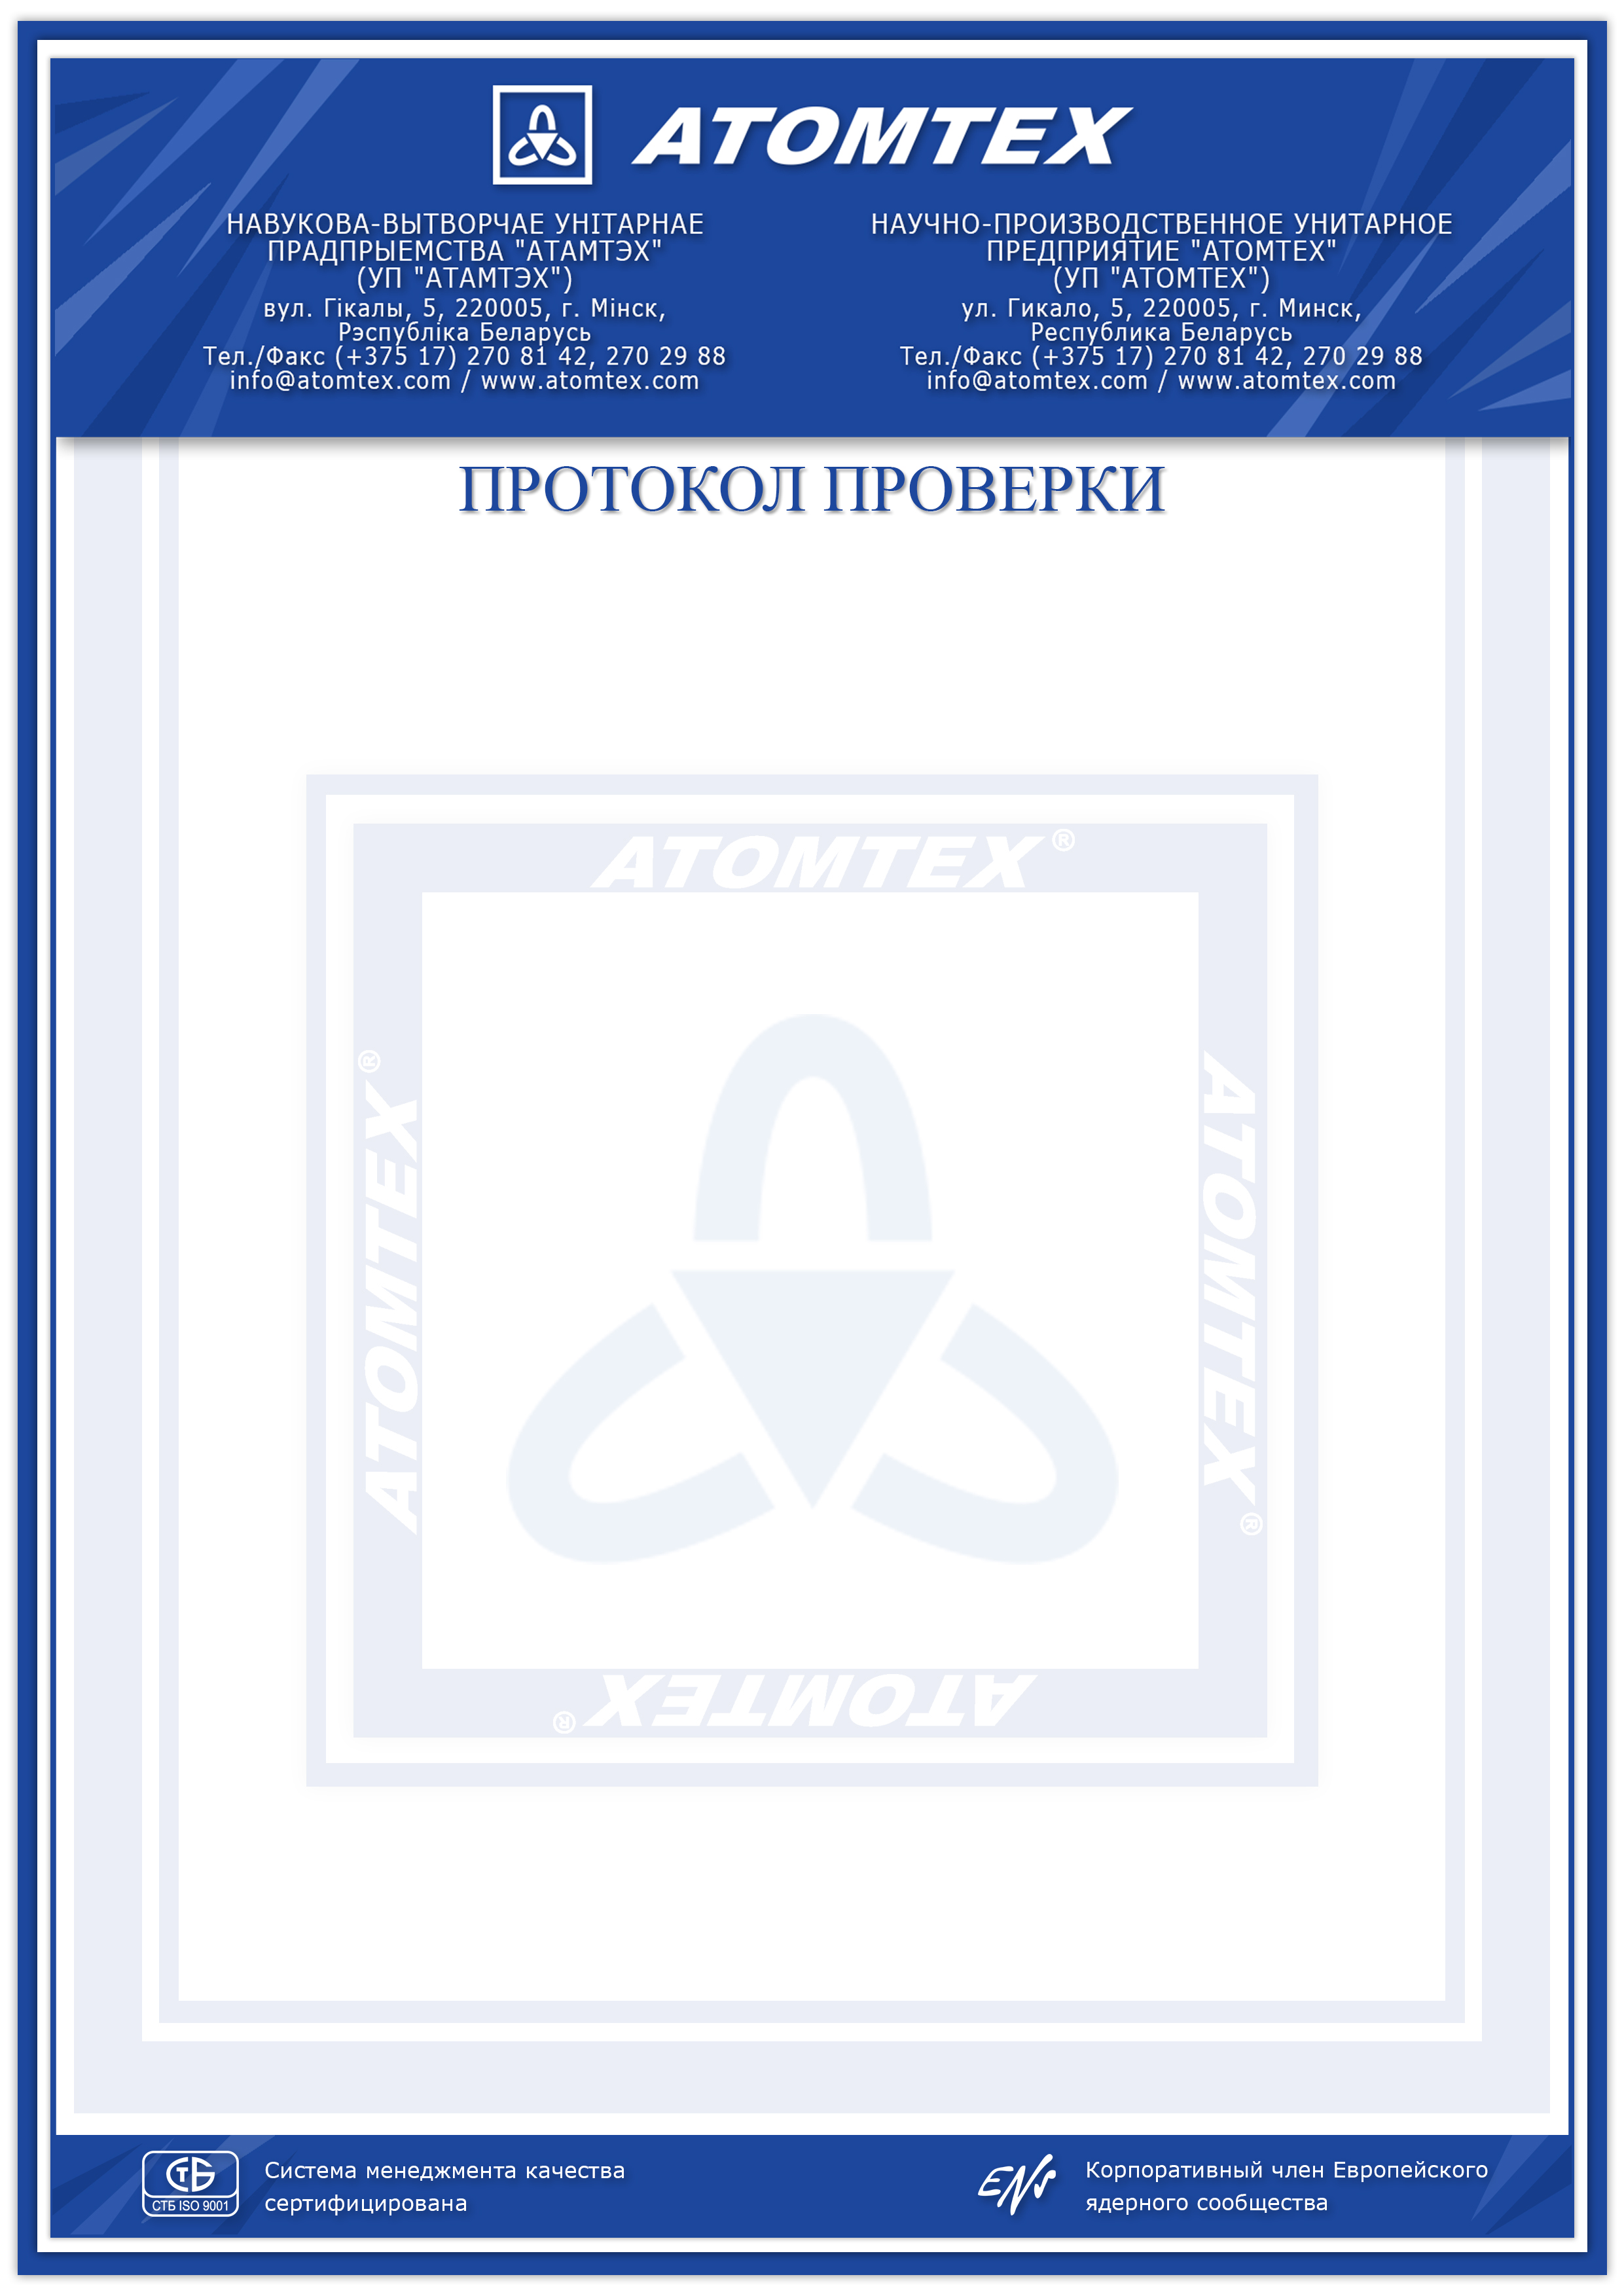 ATOMTEX
НАВУКОВА-ВЫТВОРЧАЕ УНІТАРНАЕ
ПРАДПРЫЕМСТВА "АТАМТЭХ"
(УП "АТАМТЭХ")
вул. Гікалы, 5, 220005, г. Мінск,
Рэспубліка Беларусь
Тел./Факс (+375 17) 270 81 42, 270 29 88
info@atomtex.com / www.atomtex.com
НАУЧНО-ПРОИЗВОДСТВЕННОЕ УНИТАРНОЕ
ПРЕДПРИЯТИЕ "АТОМТЕХ"
(УП "АТОМТЕХ")
ул. Гикало, 5, 220005, г. Минск,
Республика Беларусь
Тел./Факс (+375 17) 270 81 42, 270 29 88
info@atomtex.com / www.atomtex.com
ПРОТОКОЛ ПРОВЕРКИ
ATOMTEX ®
ATOMTEX ®
ATOMTEX ®
ATOMTEX ®
СТБ
СТБ ISO 9001
Система менеджмента качества
сертифицирована
ENS
Корпоративный член Европейского
ядерного сообщества